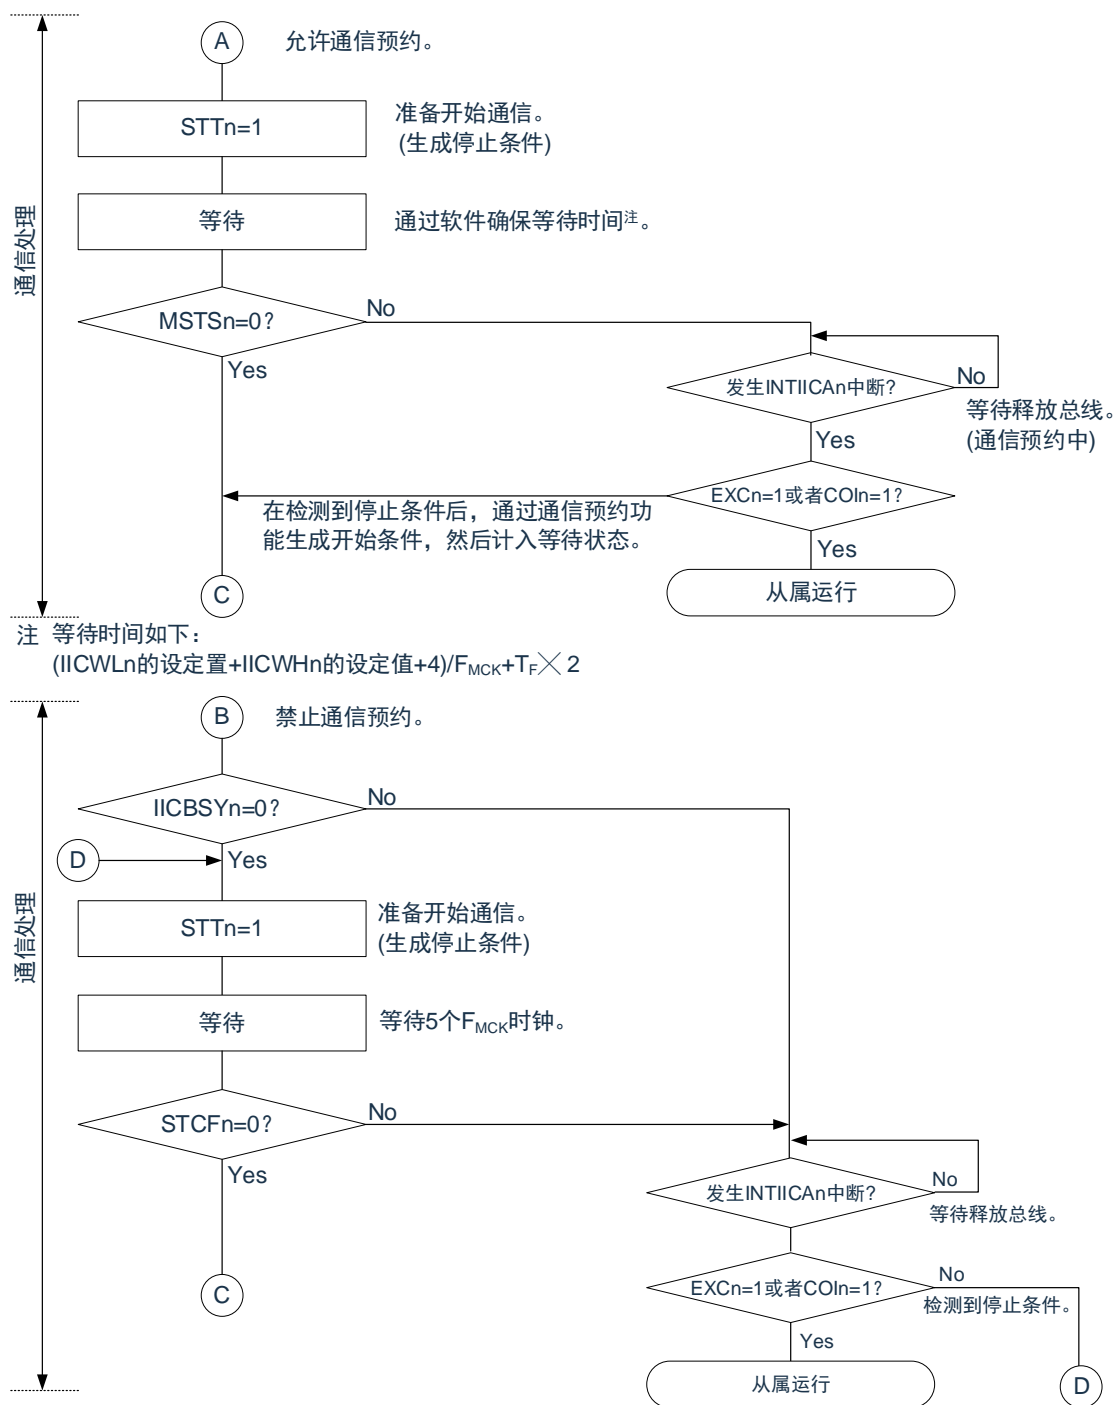 A
允许通信预约。
STTn=1
准备开始通信。
(生成停止条件)
等待
通过软件确保等待时间注。
通信处理
MSTSn=0?
No
Yes
发生INTIICAn中断?
No
等待释放总线。
(通信预约中)
Yes
EXCn=1或者COIn=1?
在检测到停止条件后，通过通信预约功
能生成开始条件，然后计入等待状态。
Yes
C
从属运行
注 等待时间如下：
(IICWLn的设定置+IICWHn的设定值+4)/FMCK+TF×2
B
禁止通信预约。
IICBSYn=0?
No
D
Yes
STTn=1
准备开始通信。
(生成停止条件)
通信处理
等待
等待5个FMCK时钟。
STCFn=0?
No
Yes
发生INTIICAn中断?
No
等待释放总线。
C
EXCn=1或者COIn=1?
No
检测到停止条件。
Yes
从属运行
D